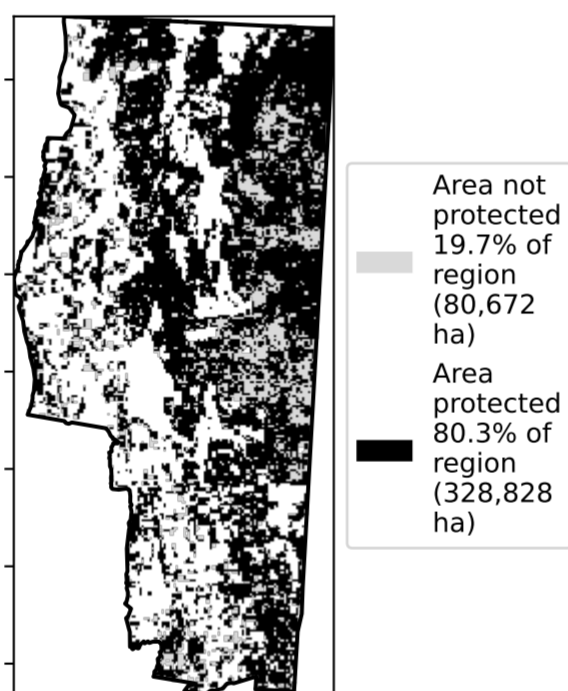 Area not
protected
19.7% of
region
(80,672
ha)
Area
protected
80.3% of
region
(328,828
ha)